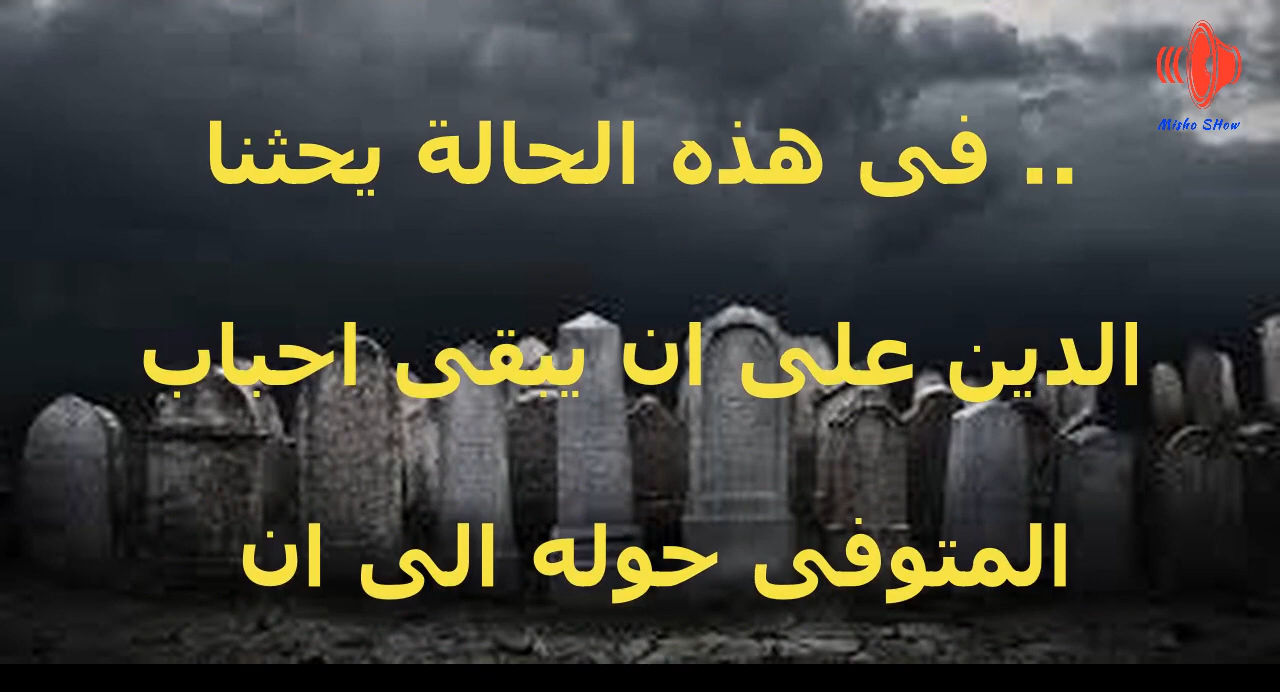 Misho SHow
.. فى هذه الحالة يحثنا
الدين على ان يبقى احباب
المتوفى حوله الى ان